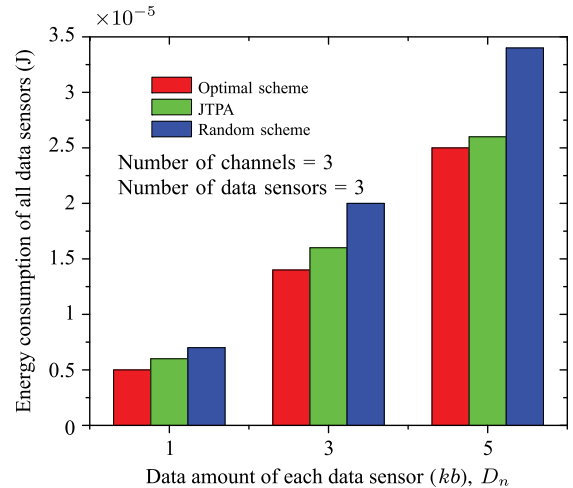 ×10⁻⁵
3.5
3
2.5
2
1.5
1
0.5
0
Energy consumption of all data sensors (J)
Optimal scheme
JTPA
Random scheme
Number of channels = 3
Number of data sensors = 3
1 3 5
Data amount of each data sensor (kb), Dₙ